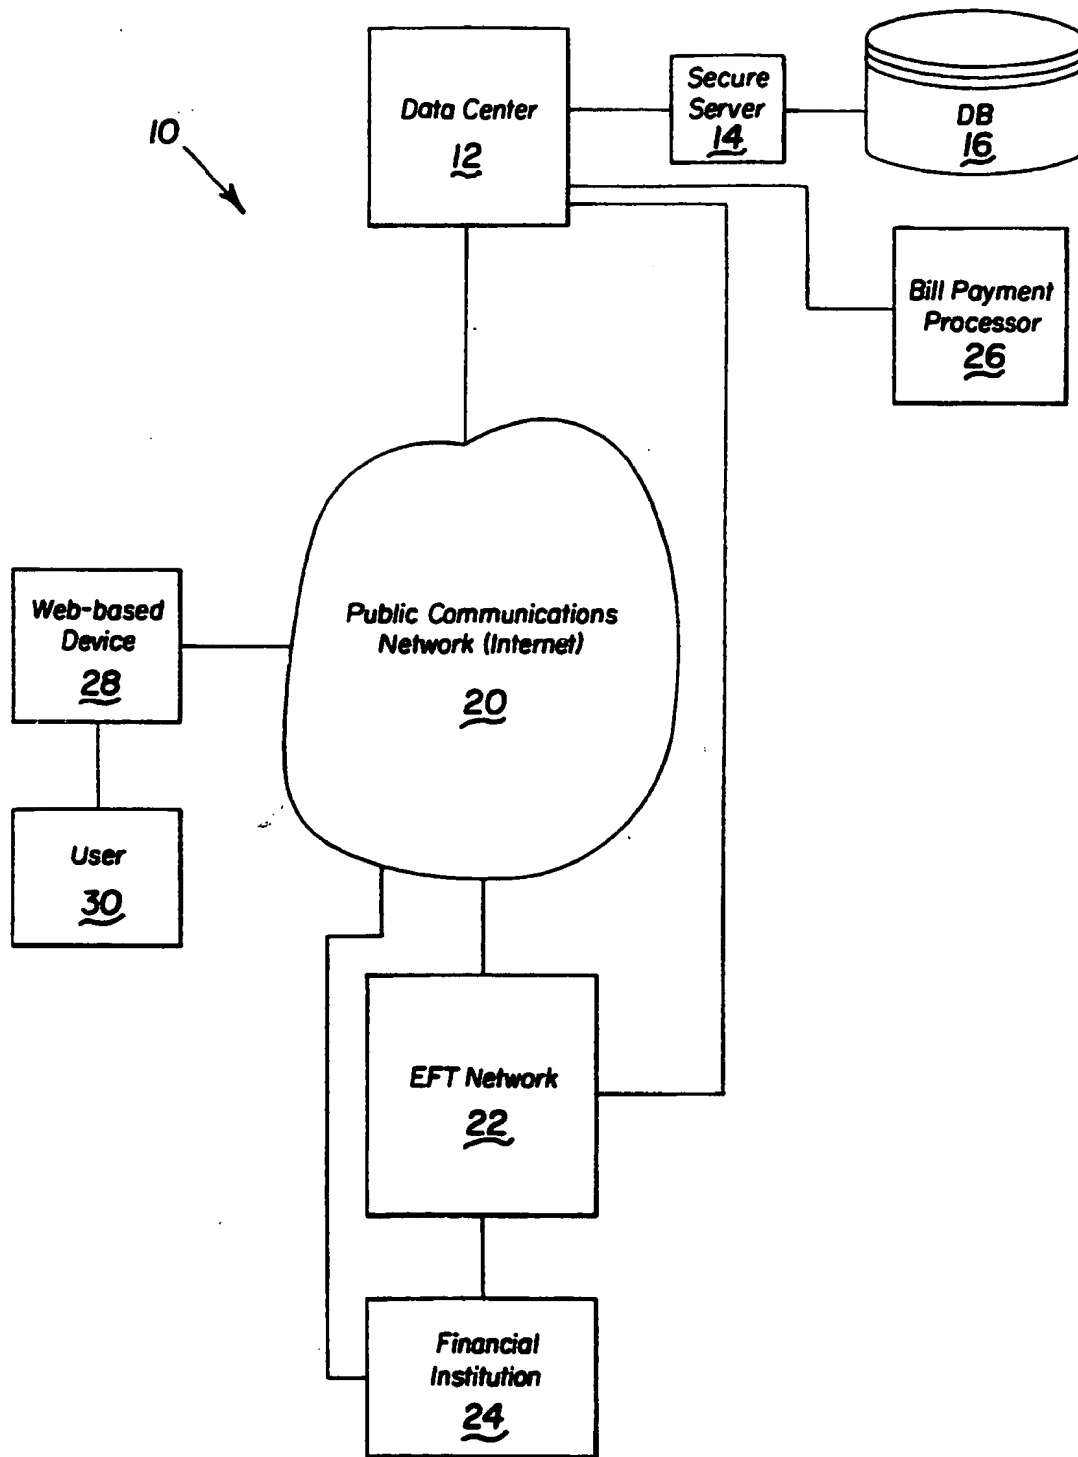 10
Data Center
12
Secure
Server
14
DB
16
Bill Payment
Processor
26
Public Communications
Network (Internet)
20
Web-based
Device
28
User
30
EFT Network
22
Financial
Institution
24